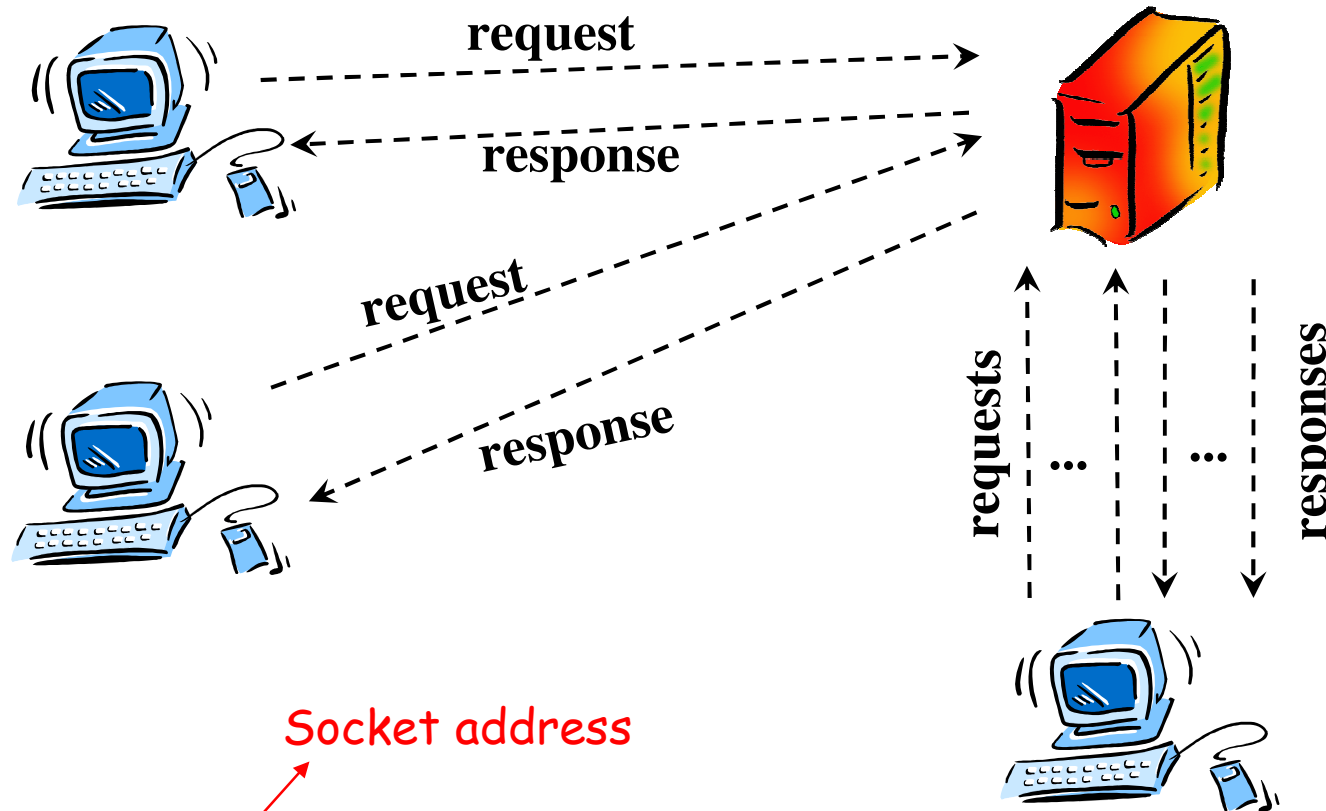 request
response
request
response
requests
...
...
responses
Socket address